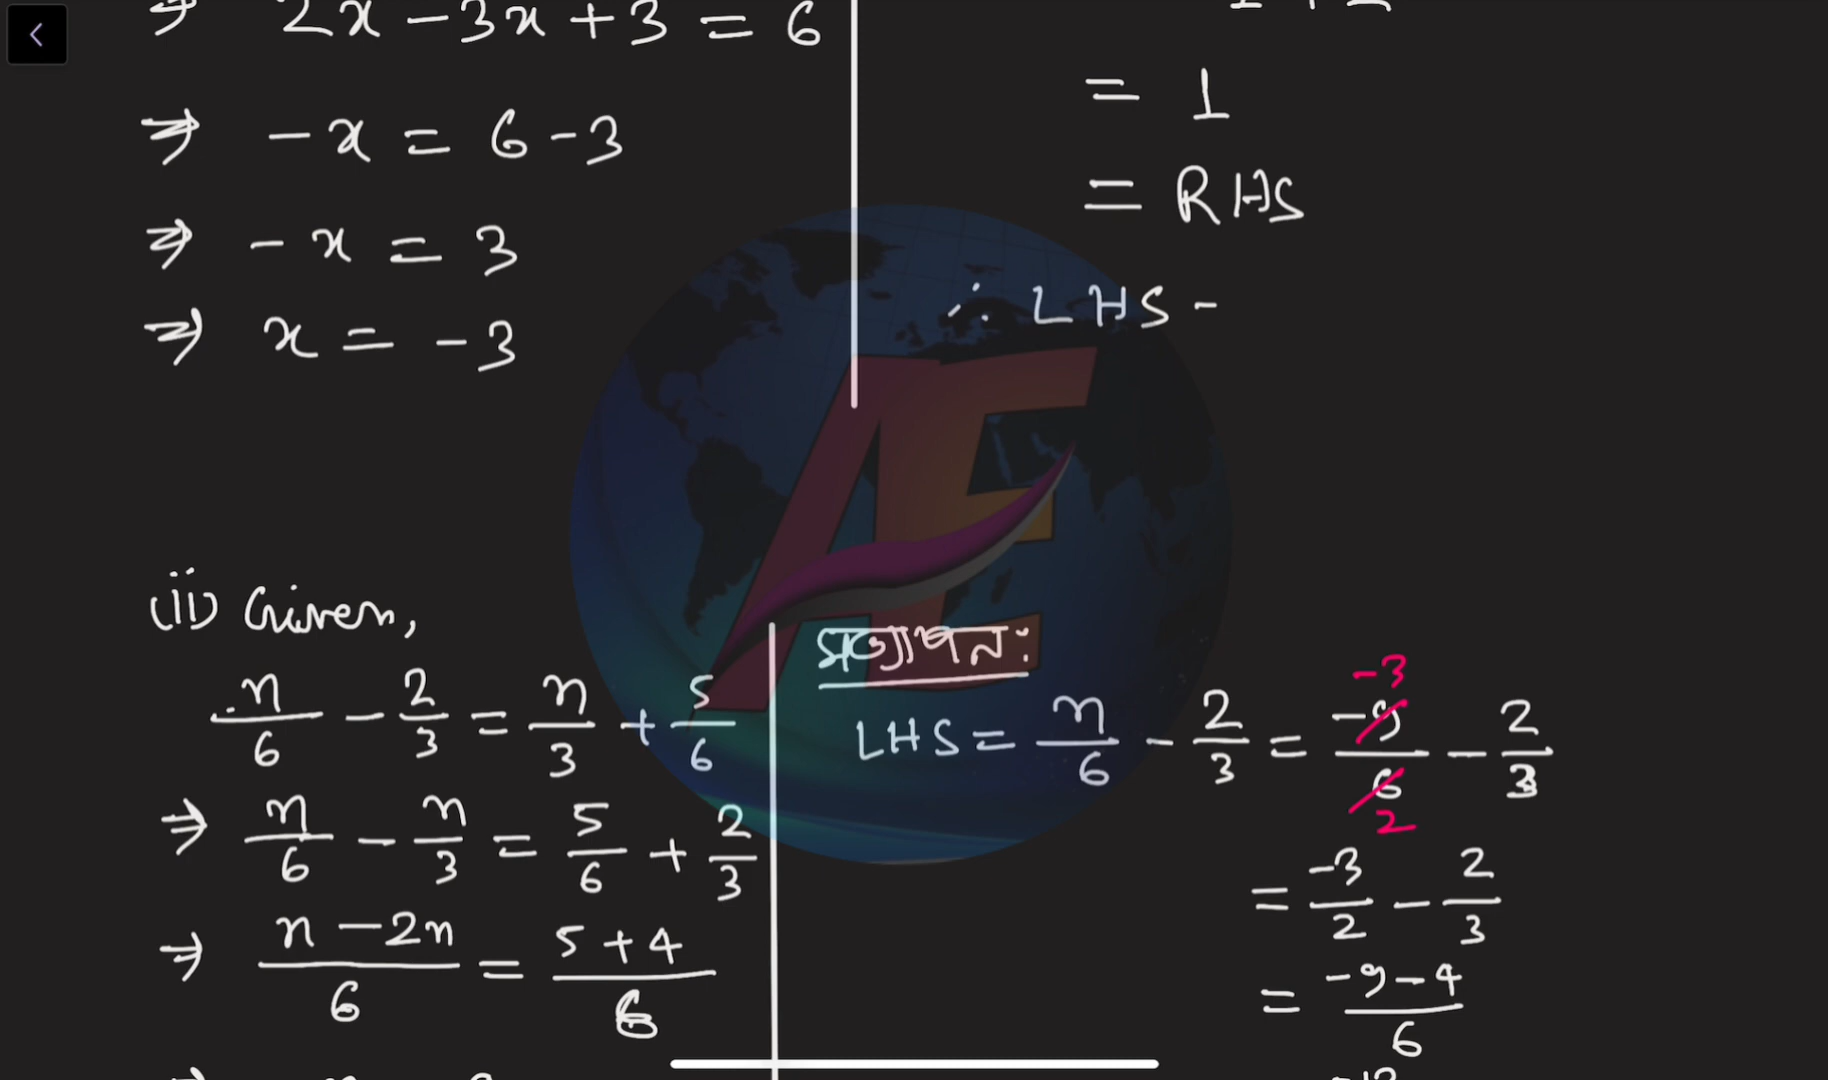 ⇒ 2x - 3x + 3 = 6
⇒ -x = 6 - 3
⇒ -x = 3
⇒ x = -3
= 1
= RHS
∴ LHS -
(ii) Given,
n/6 - 2/3 = n/3 + 5/6
⇒ n/6 - n/3 = 5/6 + 2/3
⇒ (n - 2n)/6 = (5 + 4)/6
LHS = n/6 - 2/3 = -9/6 - 2/3
-3
2
= -3/2 - 2/3
= (-9 - 4)/6
AE